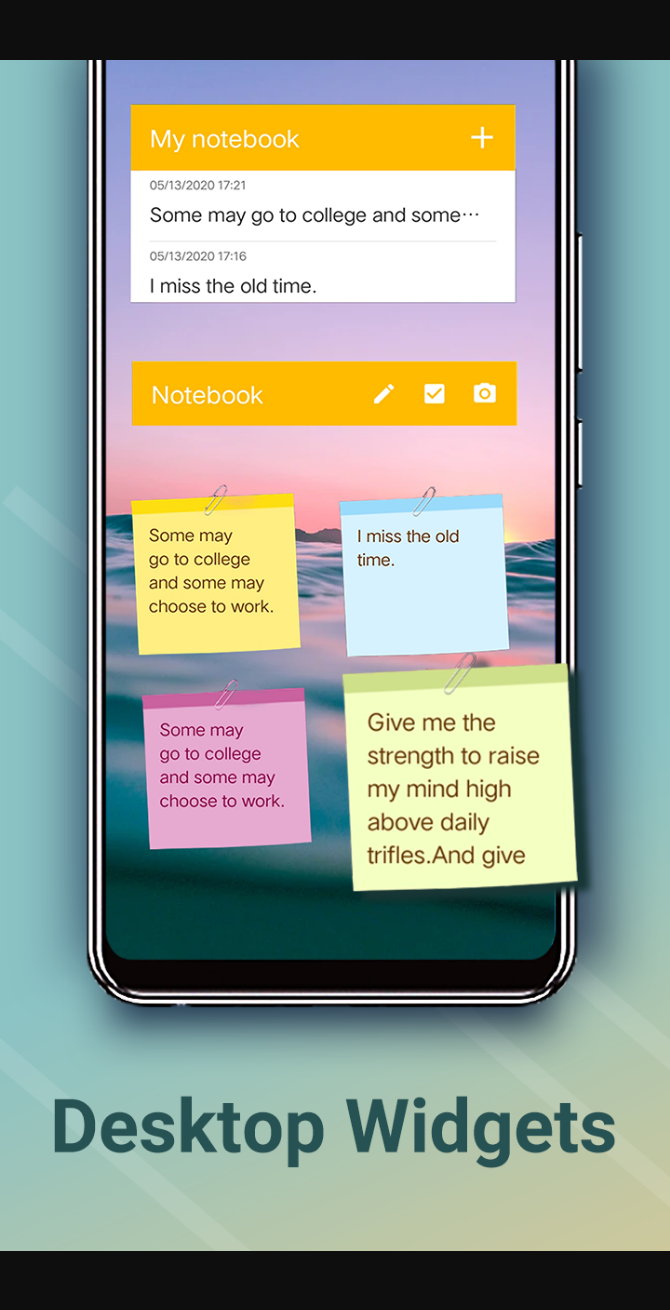 My notebook
05/13/2020 17:21
Some may go to college and some···
05/13/2020 17:16
I miss the old time.
Notebook
Some may
go to college
and some may
choose to work.
I miss the old
time.
Some may
go to college
and some may
choose to work.
Give me the
strength to raise
my mind high
above daily
trifles.And give
Desktop Widgets